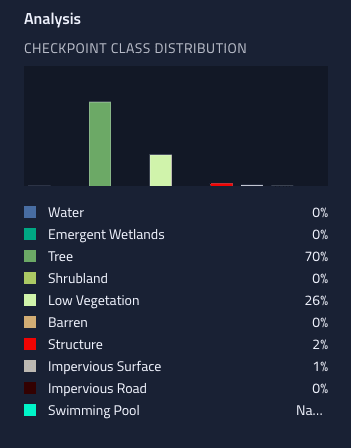 Analysis
CHECKPOINT CLASS DISTRIBUTION
Water 0%
Emergent Wetlands 0%
Tree 70%
Shrubland 0%
Low Vegetation 26%
Barren 0%
Structure 2%
Impervious Surface 1%
Impervious Road 0%
Swimming Pool Na...